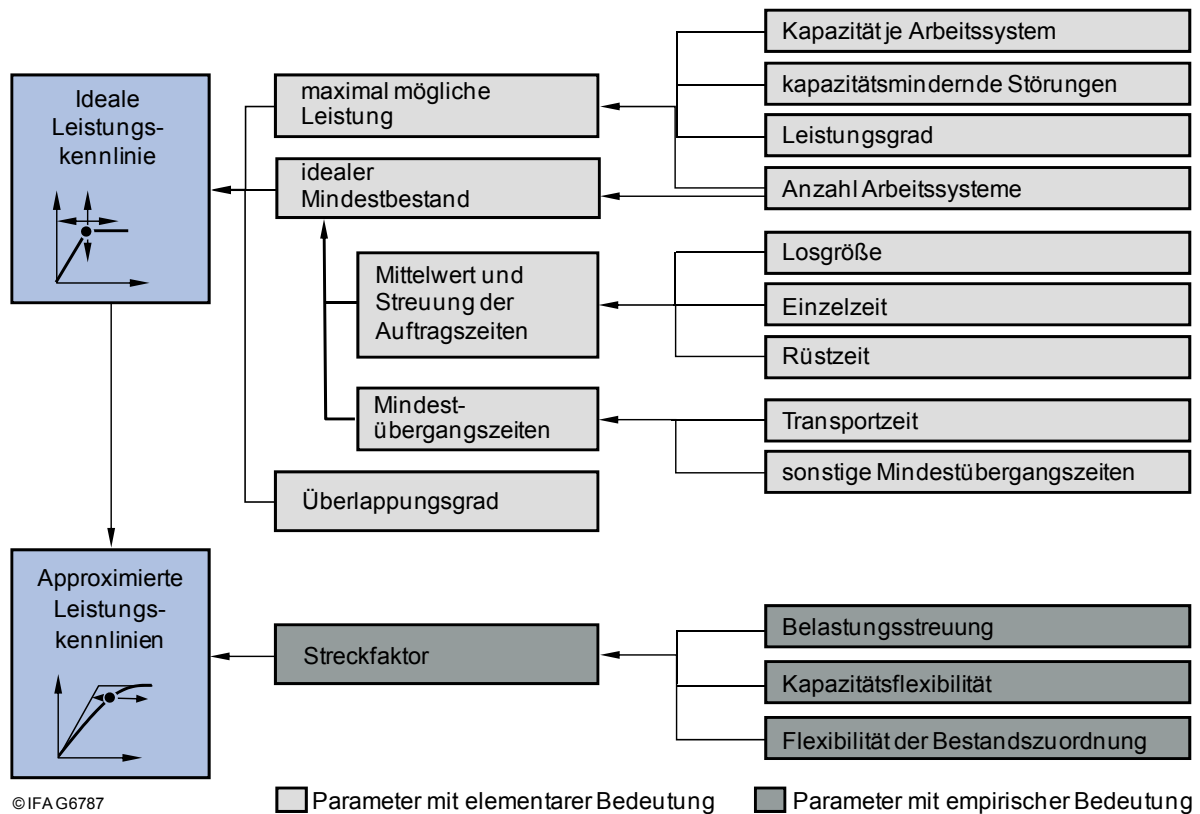 Ideale
Leistungs-
kennlinie
maximal mögliche
Leistung
idealer
Mindestbestand
Mittelwert und
Streuung der
Auftragszeiten
Mindest-
übergangszeiten
Überlappungsgrad
Kapazität je Arbeitssystem
kapazitätsmindernde Störungen
Leistungsgrad
Anzahl Arbeitssysteme
Losgröße
Einzelzeit
Rüstzeit
Transportzeit
sonstige Mindestübergangszeiten
Approximierte
Leistungs-
kennlinien
Streckfaktor
Belastungsstreuung
Kapazitätsflexibilität
Flexibilität der Bestandszuordnung
© IFA G6787
Parameter mit elementarer Bedeutung
Parameter mit empirischer Bedeutung